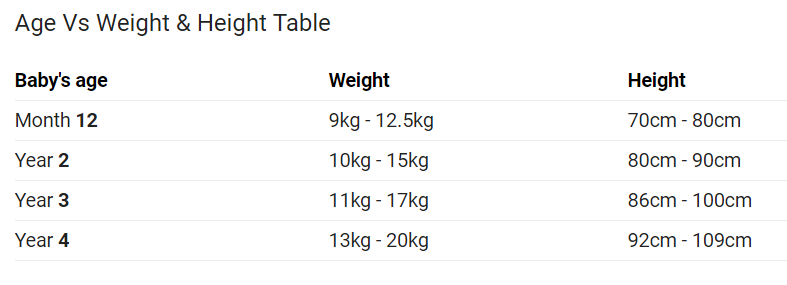 Age Vs Weight & Height Table
Baby's age Weight Height
Month 12 9kg - 12.5kg 70cm - 80cm
Year 2 10kg - 15kg 80cm - 90cm
Year 3 11kg - 17kg 86cm - 100cm
Year 4 13kg - 20kg 92cm - 109cm